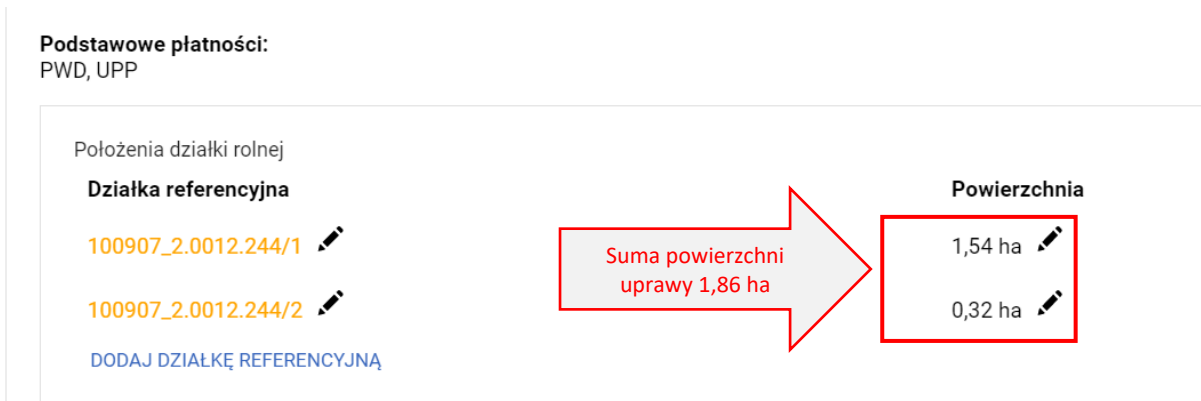 Podstawowe płatności:
PWD, UPP
Położenia działki rolnej
Działka referencyjna
Powierzchnia
100907_2.0012.244/1
1,54 ha
Suma powierzchni
uprawy 1,86 ha
100907_2.0012.244/2
0,32 ha
DODAJ DZIAŁKĘ REFERENCYJNĄ